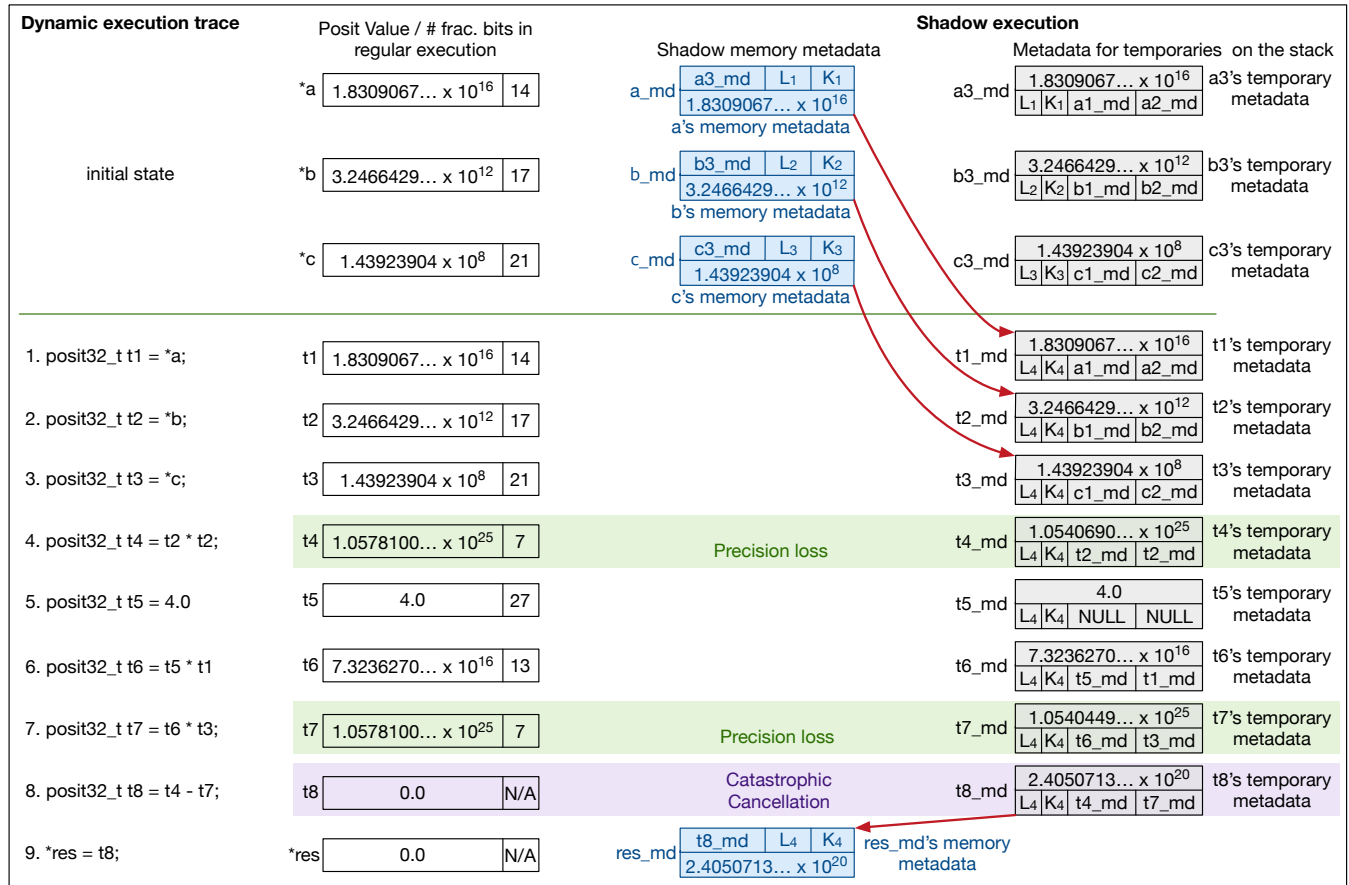 Dynamic execution trace
Posit Value / # frac. bits in
regular execution
Shadow execution
Shadow memory metadata
Metadata for temporaries on the stack
*a 1.8309067... x 10^16 14
a_md a3_md L1 K1
1.8309067... x 10^16
a's memory metadata
a3_md 1.8309067... x 10^16
L1 K1 a1_md a2_md
a3's temporary
metadata
initial state
*b 3.2466429... x 10^12 17
b_md b3_md L2 K2
3.2466429... x 10^12
b's memory metadata
b3_md 3.2466429... x 10^12
L2 K2 b1_md b2_md
b3's temporary
metadata
*c 1.43923904 x 10^8 21
c_md c3_md L3 K3
1.43923904 x 10^8
c's memory metadata
c3_md 1.43923904 x 10^8
L3 K3 c1_md c2_md
c3's temporary
metadata
1. posit32_t t1 = *a;
t1 1.8309067... x 10^16 14
t1_md 1.8309067... x 10^16
L4 K4 a1_md a2_md
t1's temporary
metadata
2. posit32_t t2 = *b;
t2 3.2466429... x 10^12 17
t2_md 3.2466429... x 10^12
L4 K4 b1_md b2_md
t2's temporary
metadata
3. posit32_t t3 = *c;
t3 1.43923904 x 10^8 21
t3_md 1.43923904 x 10^8
L4 K4 c1_md c2_md
t3's temporary
metadata
4. posit32_t t4 = t2 * t2;
t4 1.0578100... x 10^25 7
Precision loss
t4_md 1.0540690... x 10^25
L4 K4 t2_md t2_md
t4's temporary
metadata
5. posit32_t t5 = 4.0
t5 4.0 27
t5_md 4.0
L4 K4 NULL NULL
t5's temporary
metadata
6. posit32_t t6 = t5 * t1
t6 7.3236270... x 10^16 13
t6_md 7.3236270... x 10^16
L4 K4 t5_md t1_md
t6's temporary
metadata
7. posit32_t t7 = t6 * t3;
t7 1.0578100... x 10^25 7
Precision loss
t7_md 1.0540449... x 10^25
L4 K4 t6_md t3_md
t7's temporary
metadata
8. posit32_t t8 = t4 - t7;
t8 0.0 N/A
Catastrophic
Cancellation
t8_md 2.4050713... x 10^20
L4 K4 t4_md t7_md
t8's temporary
metadata
9. *res = t8;
*res 0.0 N/A
res_md t8_md L4 K4
2.4050713... x 10^20
res_md's memory
metadata